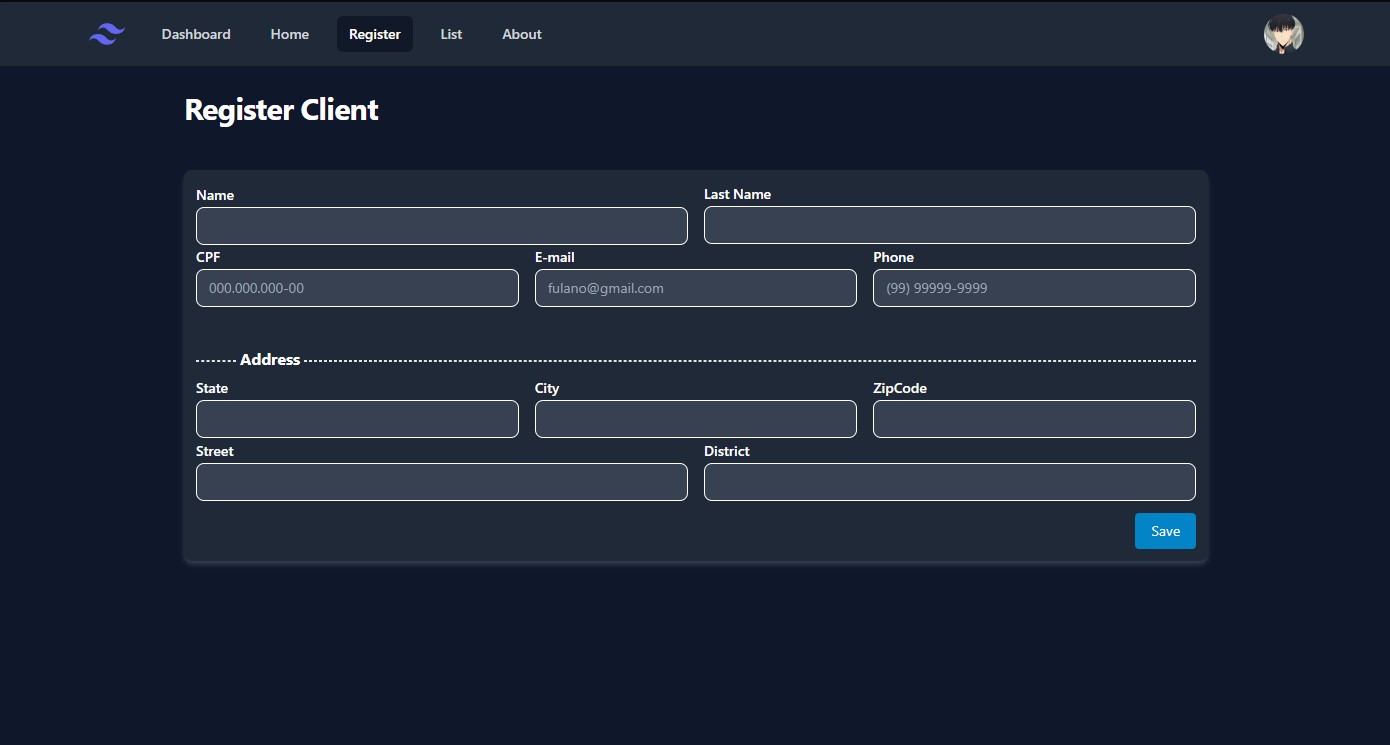 Dashboard Home Register List About
Register Client
Name Last Name
CPF E-mail Phone
000.000.000-00 fulano@gmail.com (99) 99999-9999
Address
State City ZipCode
Street District
Save